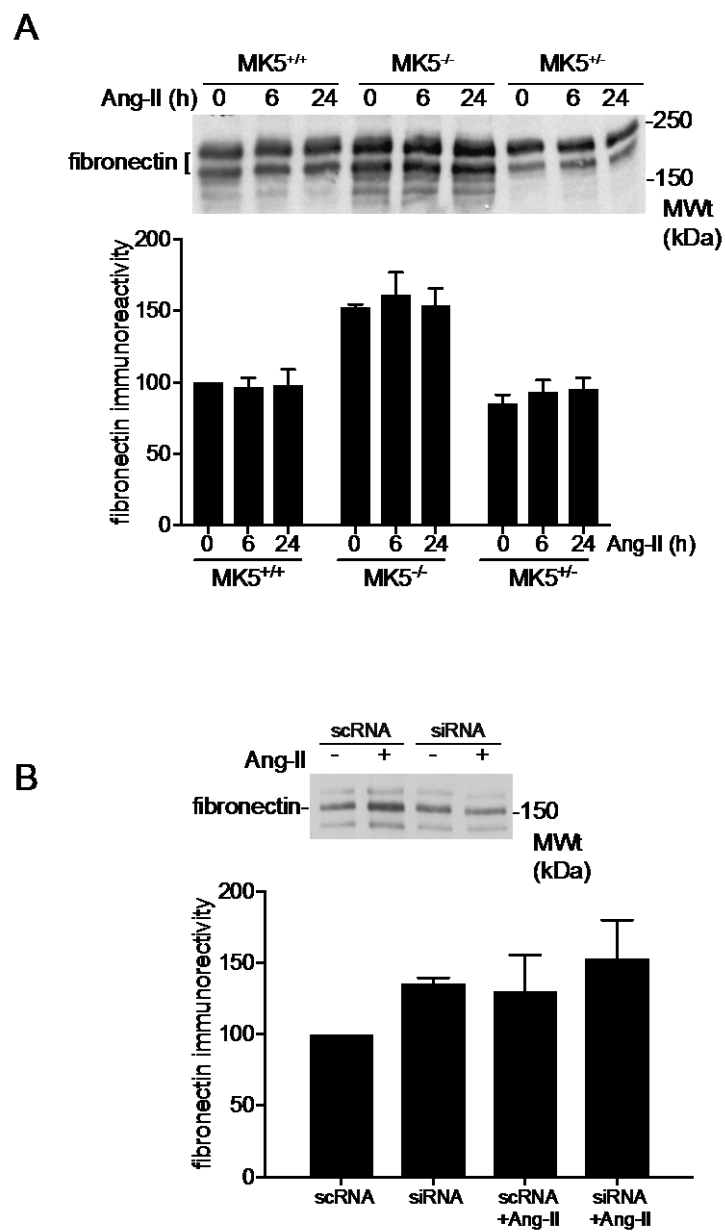 A
MK5+/+ MK5-/- MK5+/-
Ang-II (h) 0 6 24 0 6 24 0 6 24
-250
fibronectin [
-150
MWt
(kDa)
fibronectin immunoreactivity
200
150
100
50
0
0 6 24 0 6 24 0 6 24 Ang-II (h)
MK5+/+ MK5-/- MK5+/-
B
scRNA siRNA
Ang-II - + - +
fibronectin-
-150
MWt
(kDa)
fibronectin immunorectivity
200
150
100
50
0
scRNA siRNA scRNA siRNA
+Ang-II +Ang-II